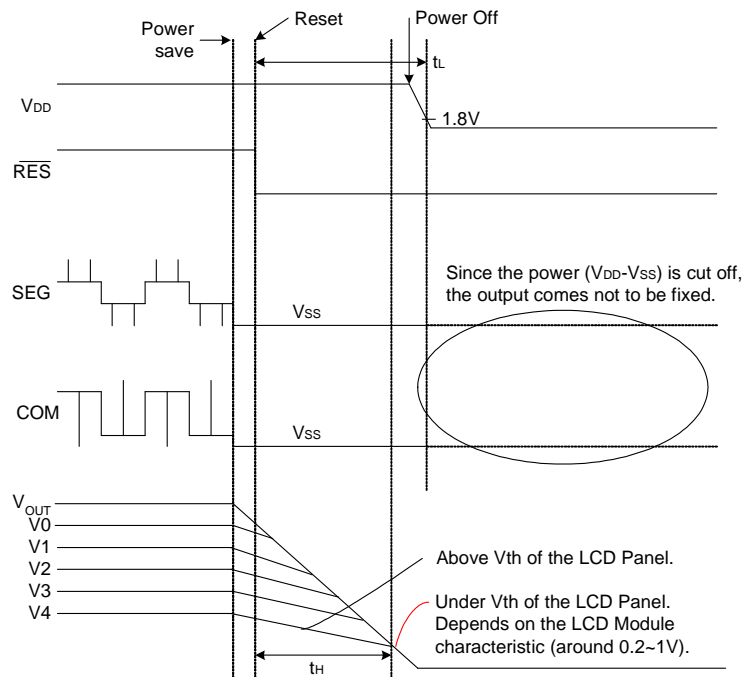 Power save
Reset
Power Off
tL
VDD
1.8V
RES
SEG
Since the power (VDD-VSS) is cut off,
the output comes not to be fixed.
VSS
COM
VSS
VOUT
V0
V1
V2
V3
V4
Above Vth of the LCD Panel.
Under Vth of the LCD Panel.
Depends on the LCD Module
characteristic (around 0.2~1V).
tH